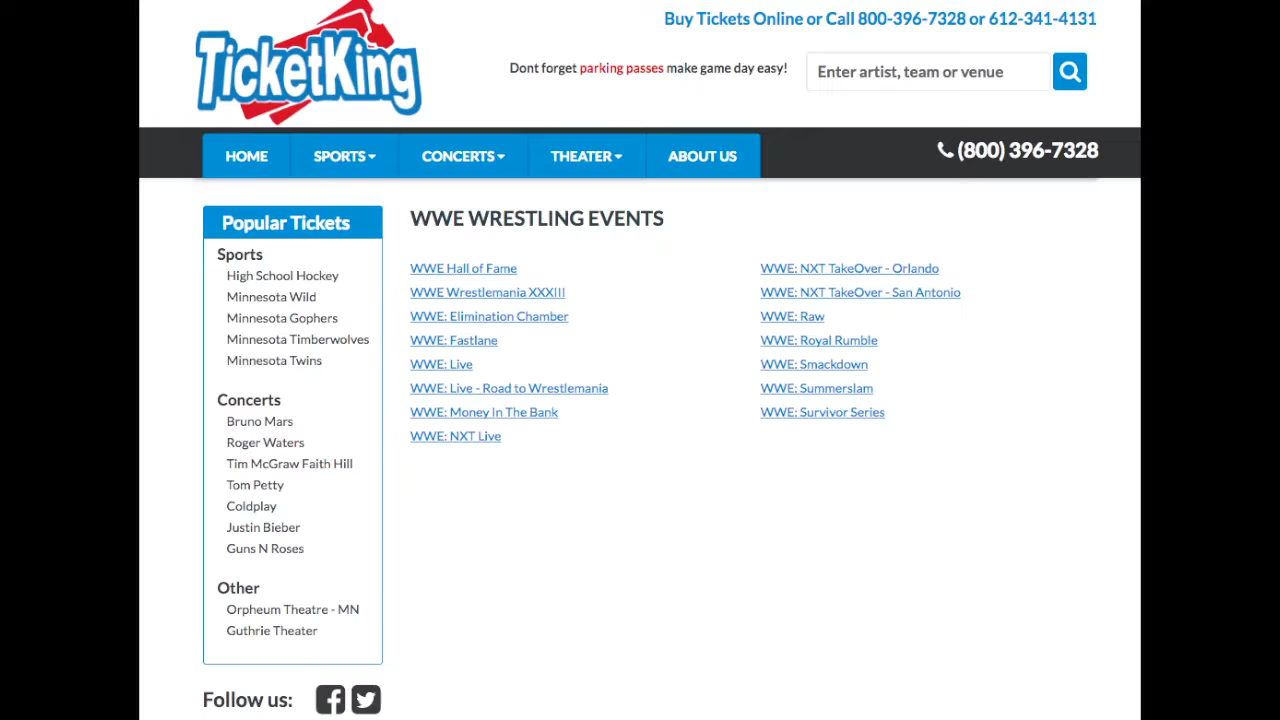 TicketKing
Buy Tickets Online or Call 800-396-7328 or 612-341-4131
Dont forget parking passes make game day easy!
Enter artist, team or venue
HOME
SPORTS
CONCERTS
THEATER
ABOUT US
(800) 396-7328
Popular Tickets
Sports
High School Hockey
Minnesota Wild
Minnesota Gophers
Minnesota Timberwolves
Minnesota Twins
Concerts
Bruno Mars
Roger Waters
Tim McGraw Faith Hill
Tom Petty
Coldplay
Justin Bieber
Guns N Roses
Other
Orpheum Theatre - MN
Guthrie Theater
Follow us:
WWE WRESTLING EVENTS
WWE Hall of Fame
WWE Wrestlemania XXXIII
WWE: Elimination Chamber
WWE: Fastlane
WWE: Live
WWE: Live - Road to Wrestlemania
WWE: Money In The Bank
WWE: NXT Live
WWE: NXT TakeOver - Orlando
WWE: NXT TakeOver - San Antonio
WWE: Raw
WWE: Royal Rumble
WWE: Smackdown
WWE: Summerslam
WWE: Survivor Series